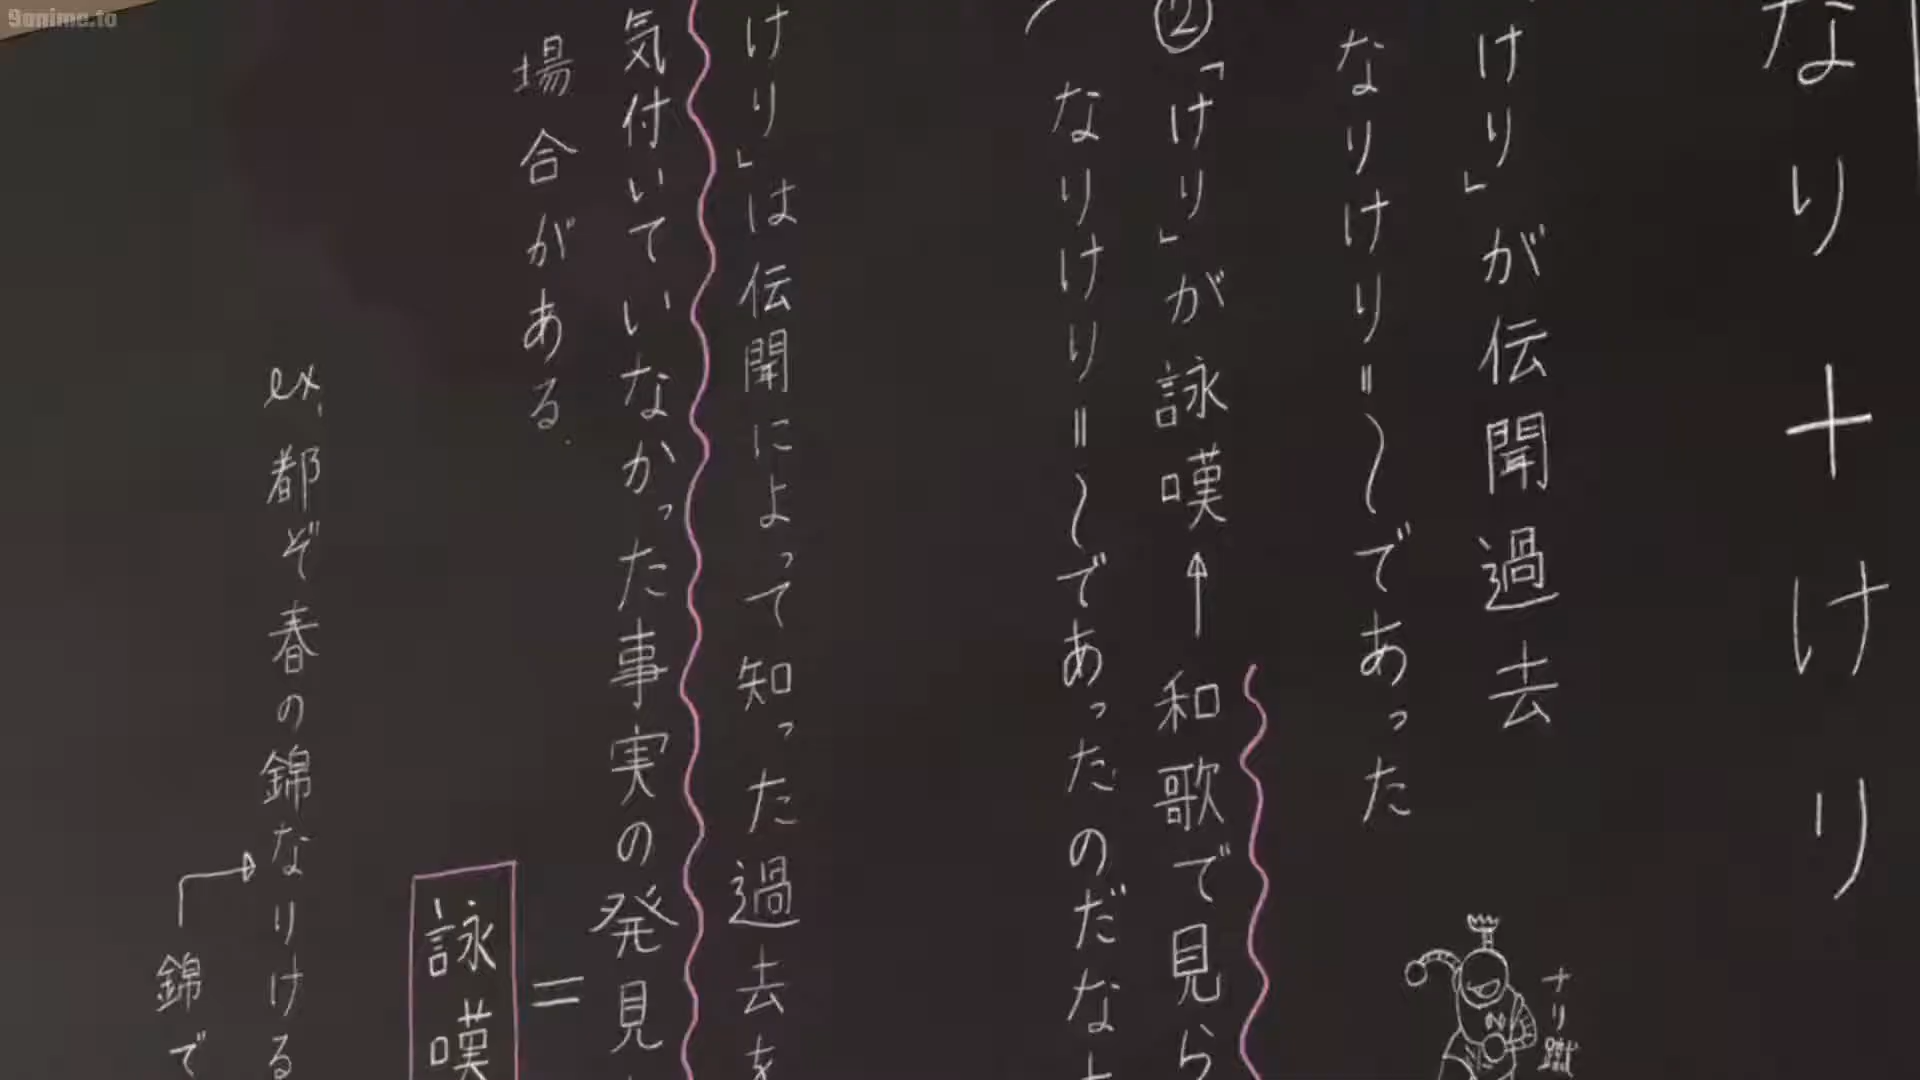 なり＋けり
けり」が伝聞過去
なりけり＝〜であった
②「けり」が詠嘆←和歌で見ら
なりけり＝〜であったのだな
けり」は伝聞によって知った過去を
気付いていなかった事実の発見
場合がある
＝
詠嘆
ex.都ぞ春の錦なりける
錦で
ナリ蹴
N
9anime.to